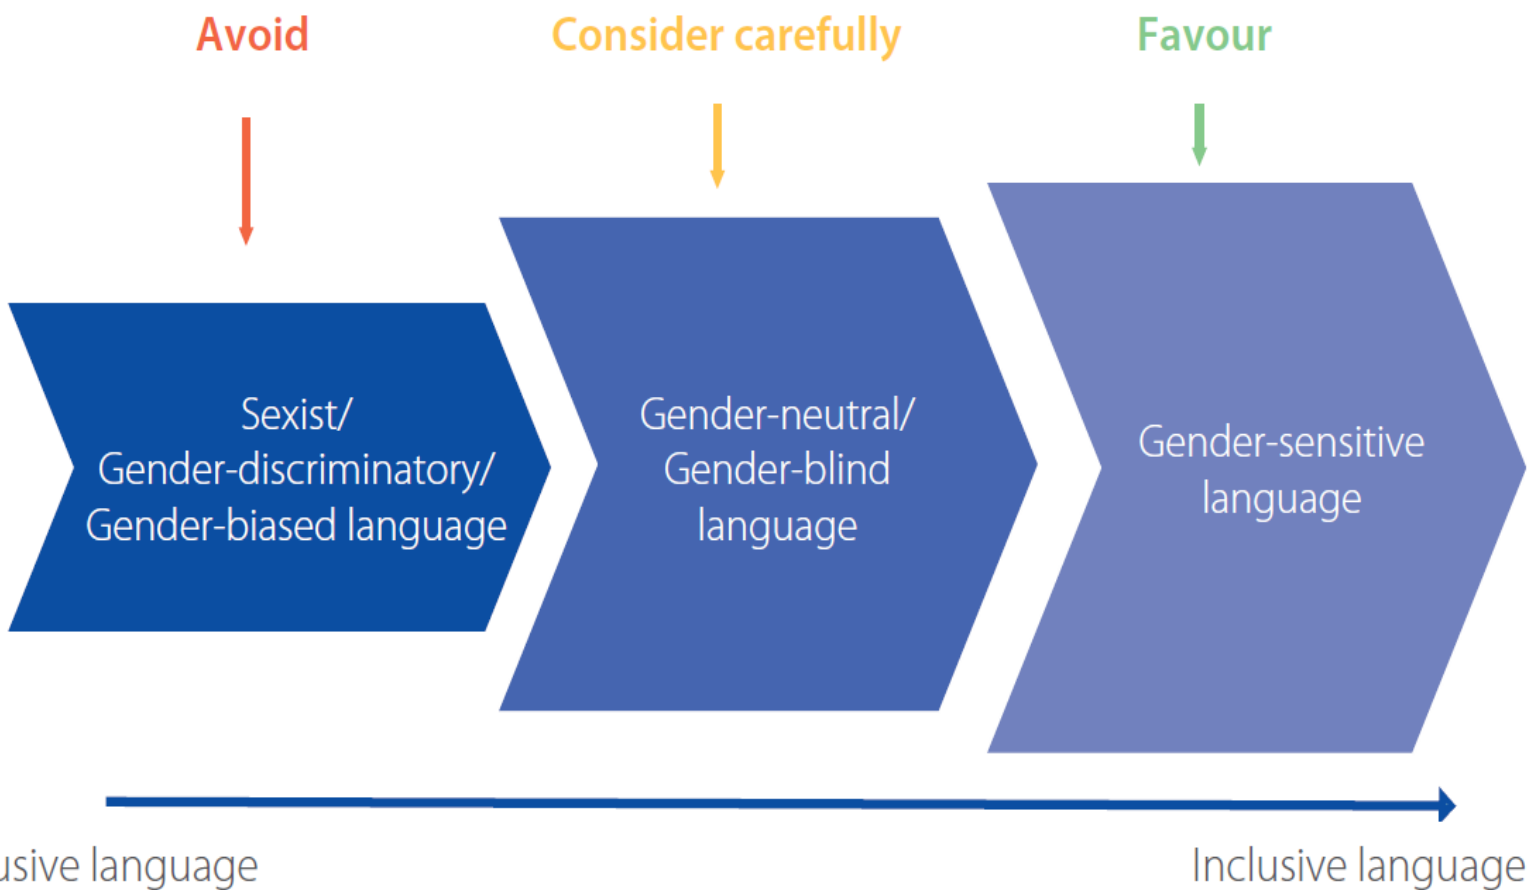 Avoid
Consider carefully
Favour
Sexist/
Gender-discriminatory/
Gender-biased language
Gender-neutral/
Gender-blind
language
Gender-sensitive
language
usive language
Inclusive language